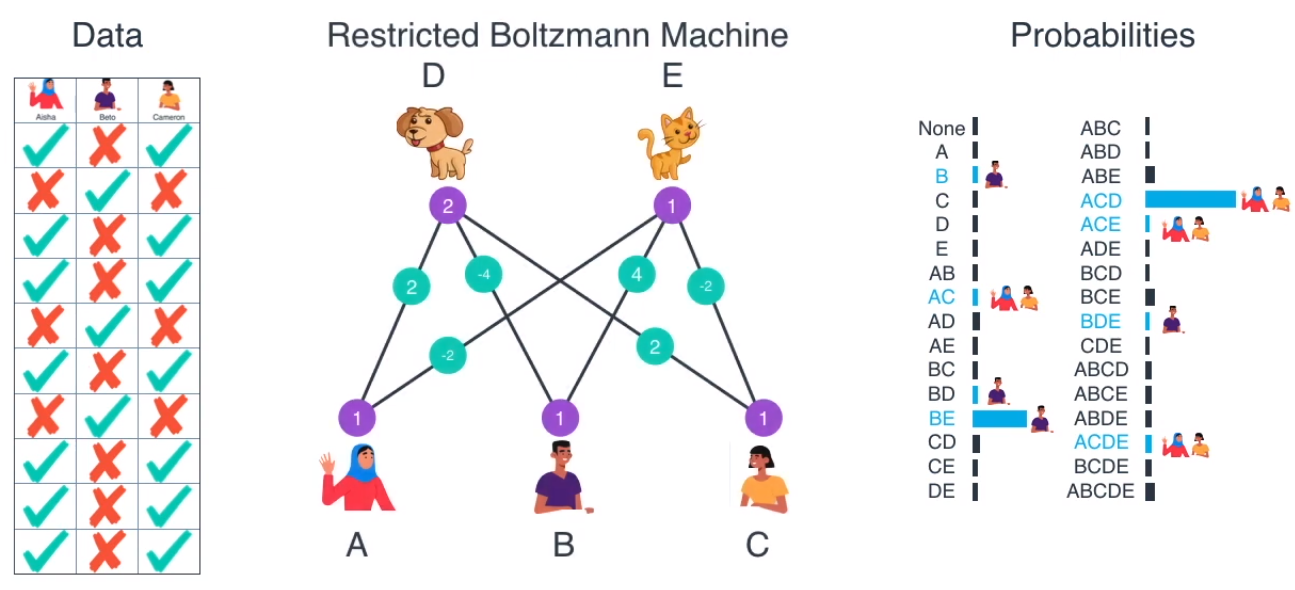 Data
Restricted Boltzmann Machine
Probabilities
D
E
Aisha
Beto
Cameron
2
1
2
-4
4
-2
-2
2
1
1
1
A
B
C
None
A
B
C
D
E
AB
AC
AD
AE
BC
BD
BE
CD
CE
DE
ABC
ABD
ABE
ACD
ACE
ADE
BCD
BCE
BDE
CDE
ABCD
ABCE
ABDE
ACDE
BCDE
ABCDE